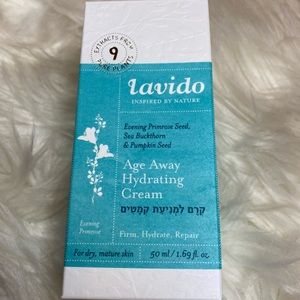 EXTRACTS FROM
9
PURE PLANTS
lavido
INSPIRED BY NATURE
Evening Primrose Seed,
Sea Buckthorn
& Pumpkin Seed
Age Away
Hydrating
Cream
קרם למניעת קמטים
Firm, Hydrate, Repair
Evening
Primrose
For dry, mature skin
50 ml / 1.69 fl. oz.